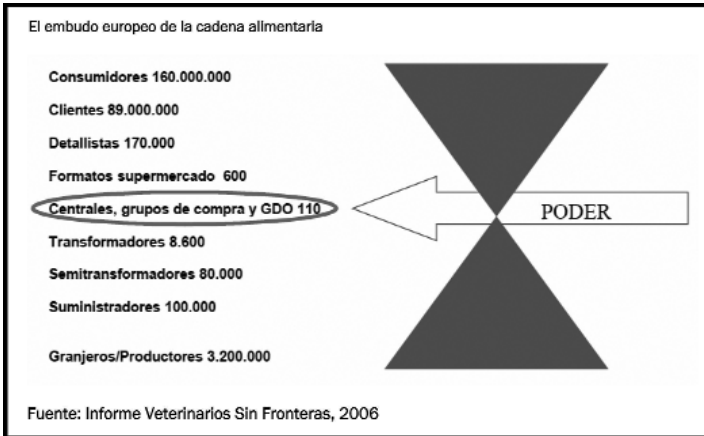 El embudo europeo de la cadena alimentaria
Consumidores 160.000.000
Clientes 89.000.000
Detallistas 170.000
Formatos supermercado 600
Centrales, grupos de compra y GDO 110
PODER
Transformadores 8.600
Semitransformadores 80.000
Suministradores 100.000
Granjeros/Productores 3.200.000
Fuente: Informe Veterinarios Sin Fronteras, 2006